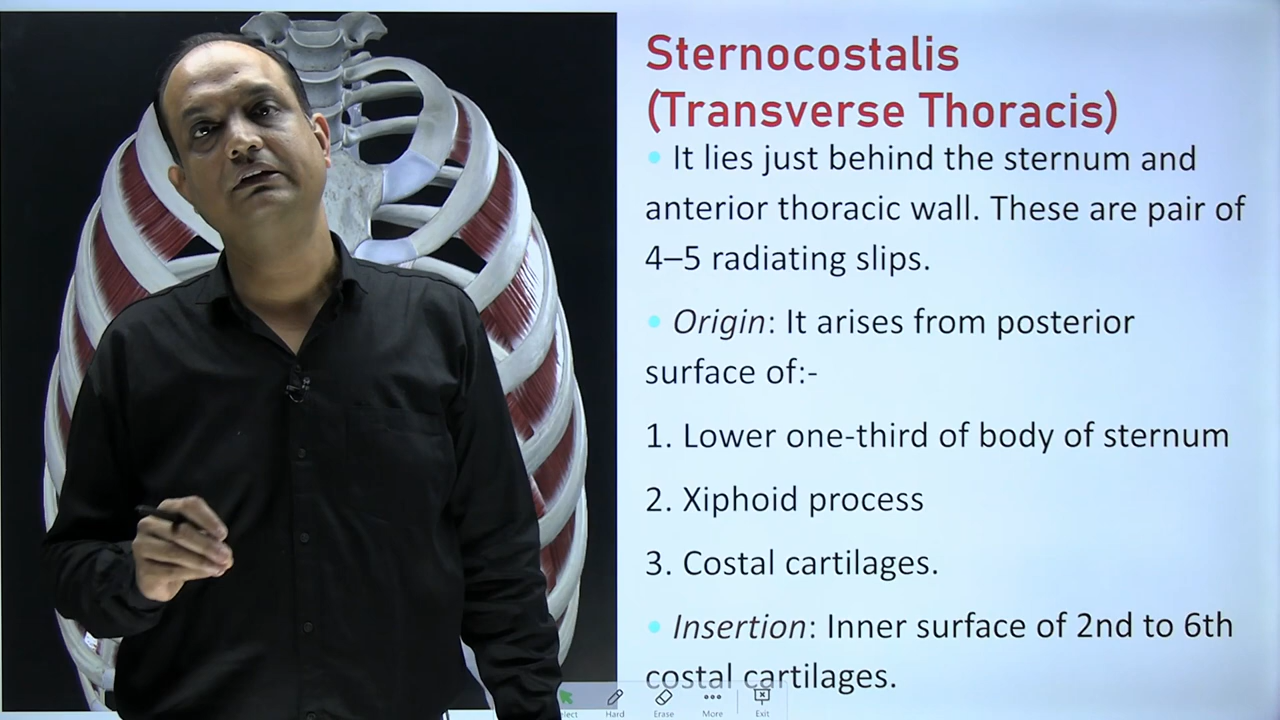 Sternocostalis
(Transverse Thoracis)
• It lies just behind the sternum and
anterior thoracic wall. These are pair of
4–5 radiating slips.
• Origin: It arises from posterior
surface of:-
1. Lower one-third of body of sternum
2. Xiphoid process
3. Costal cartilages.
• Insertion: Inner surface of 2nd to 6th
costal cartilages.
Hard Erase More Exit